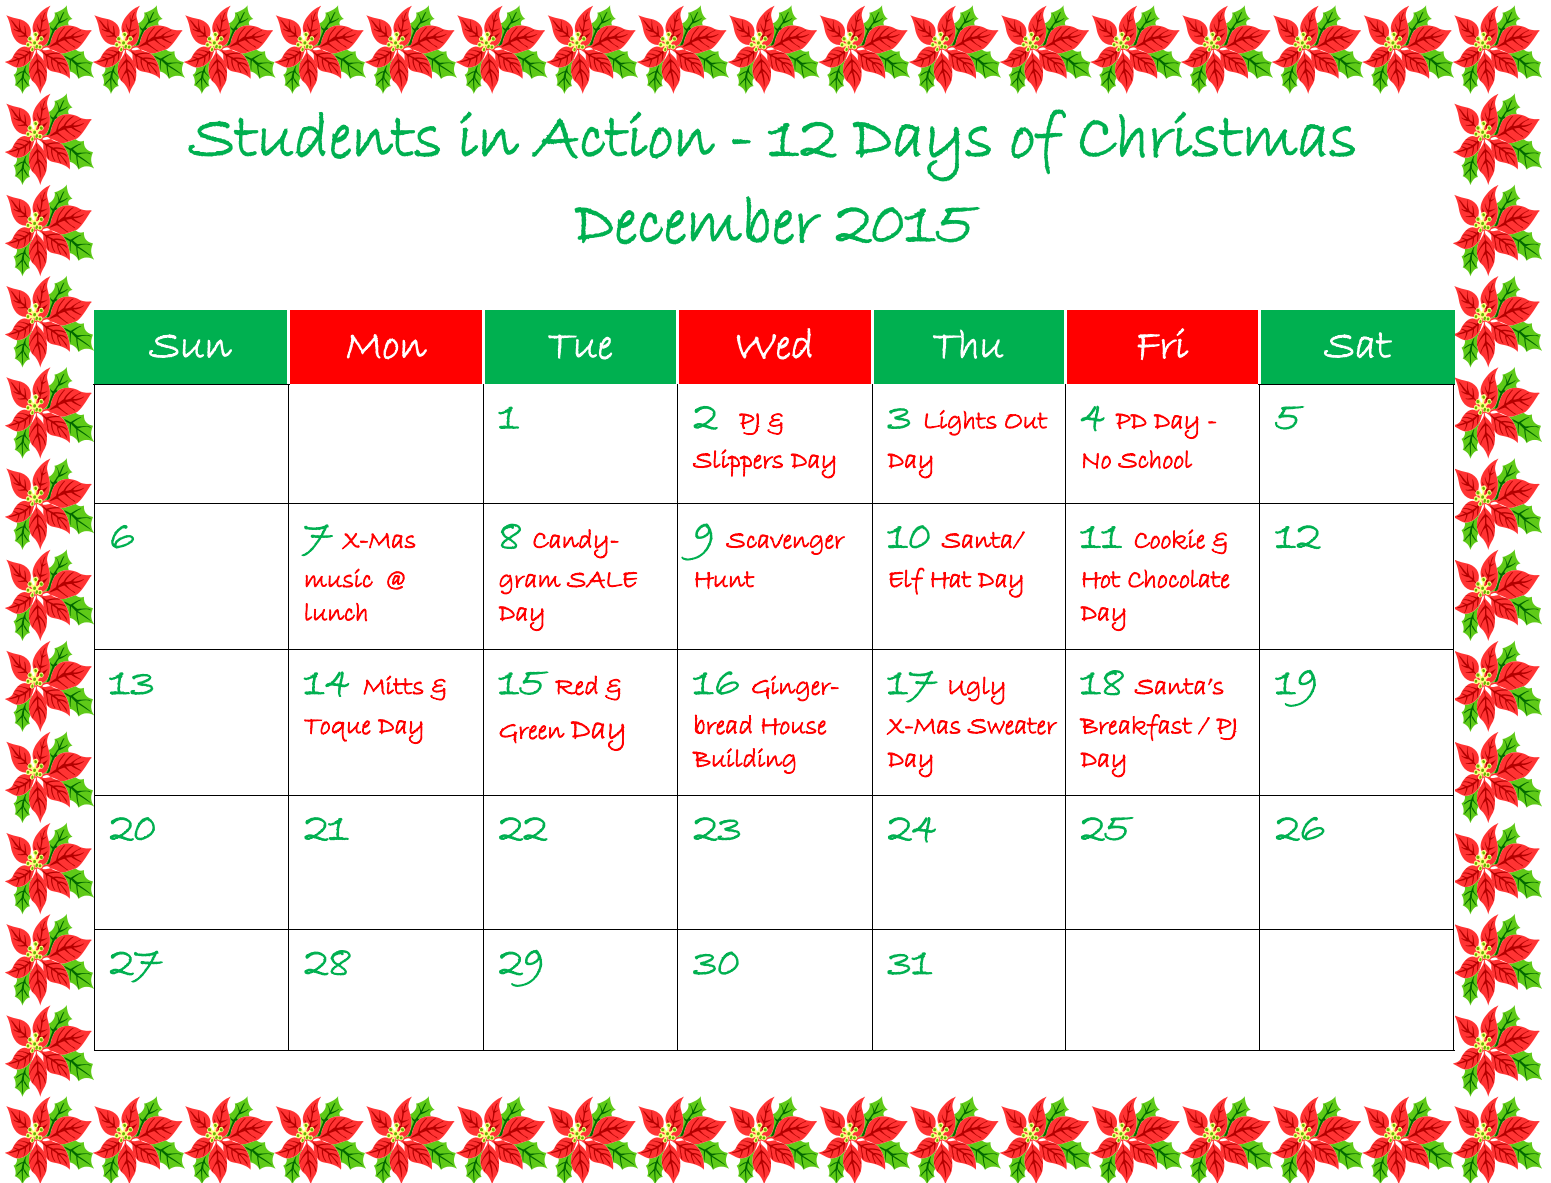 Students in Action - 12 Days of Christmas
December 2015
Sun Mon Tue Wed Thu Fri Sat
1
2 PJ &
Slippers Day
3 Lights Out
Day
4 PD Day -
No School
5
6
7 X-Mas
music @
lunch
8 Candy-
gram SALE
Day
9 Scavenger
Hunt
10 Santa/
Elf Hat Day
11 Cookie &
Hot Chocolate
Day
12
13
14 Mitts &
Toque Day
15 Red &
Green Day
16 Ginger-
bread House
Building
17 Ugly
X-Mas Sweater
Day
18 Santa's
Breakfast / PJ
Day
19
20
21
22
23
24
25
26
27
28
29
30
31